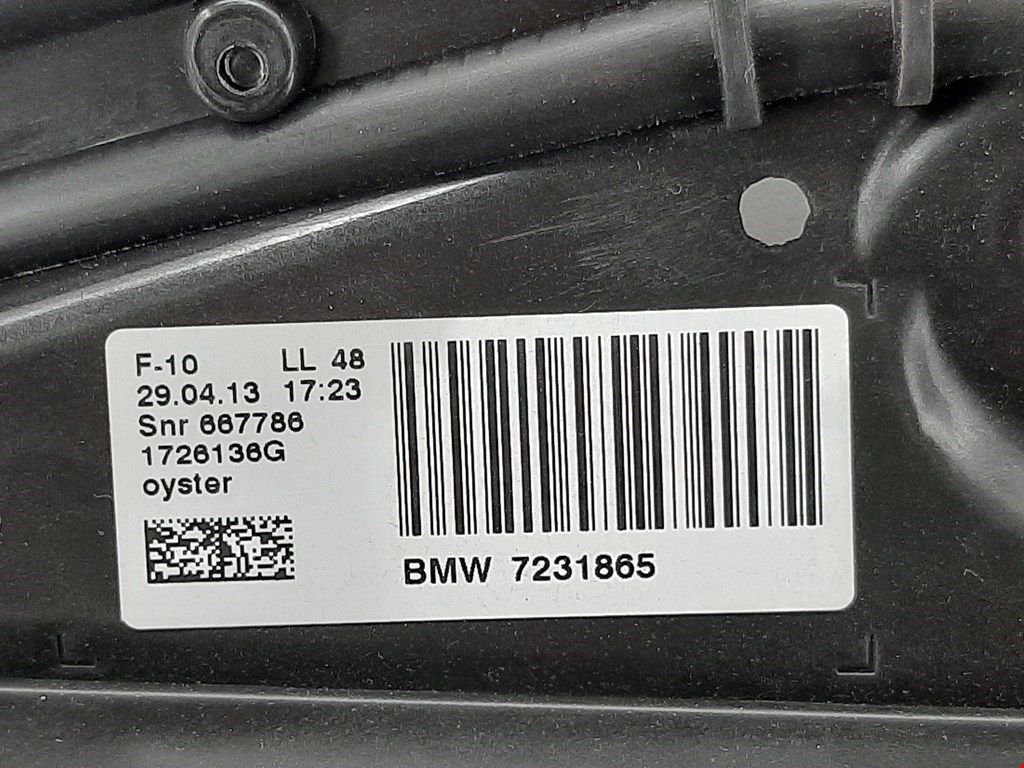 F-10 LL 48
29.04.13 17:23
Snr 667786
1726136G
oyster
BMW 7231865